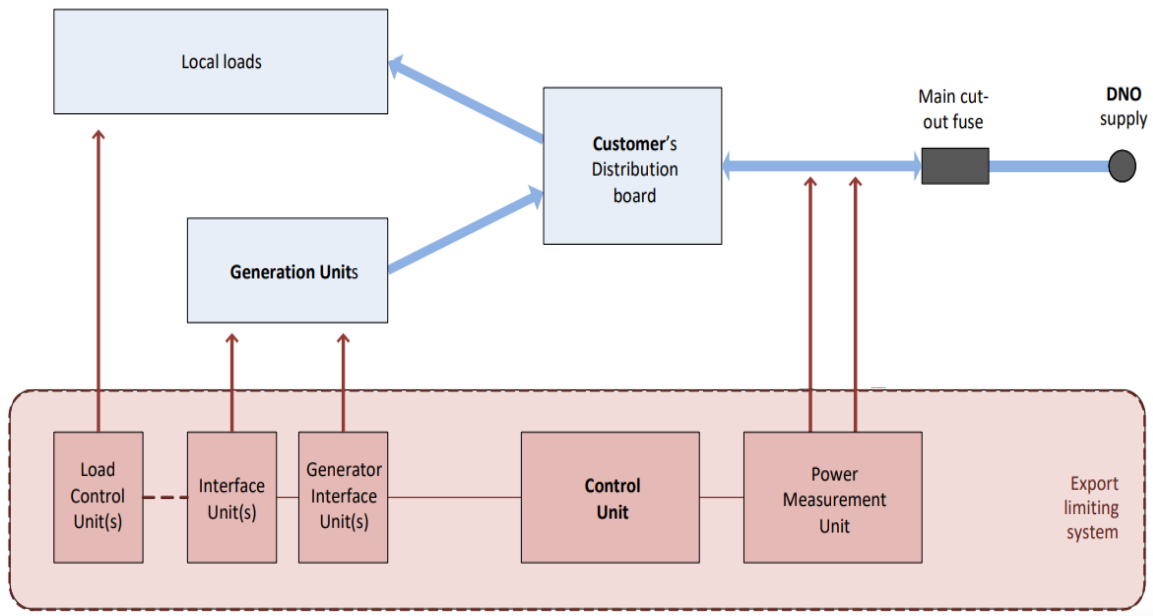 Local loads
Main cut-
out fuse
DNO
supply
Customer's
Distribution
board
Generation Units
Load
Control
Unit(s)
Interface
Unit(s)
Generator
Interface
Unit(s)
Control
Unit
Power
Measurement
Unit
Export
limiting
system